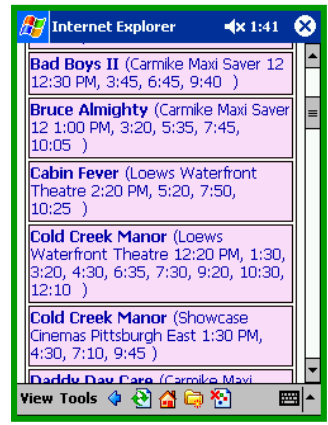 Internet Explorer 1:41
Bad Boys II (Carmike Maxi Saver 12
12:30 PM, 3:45, 6:45, 9:40 )
Bruce Almighty (Carmike Maxi Saver
12 1:00 PM, 3:20, 5:35, 7:45,
10:05 )
Cabin Fever (Loews Waterfront
Theatre 2:20 PM, 5:20, 7:50,
10:25 )
Cold Creek Manor (Loews
Waterfront Theatre 12:20 PM, 1:30,
3:20, 4:30, 6:35, 7:30, 9:20, 10:30,
12:10 )
Cold Creek Manor (Showcase
Cinemas Pittsburgh East 1:30 PM,
4:30, 7:10, 9:45 )
Daddy Day Care (Carmike Maxi
View Tools